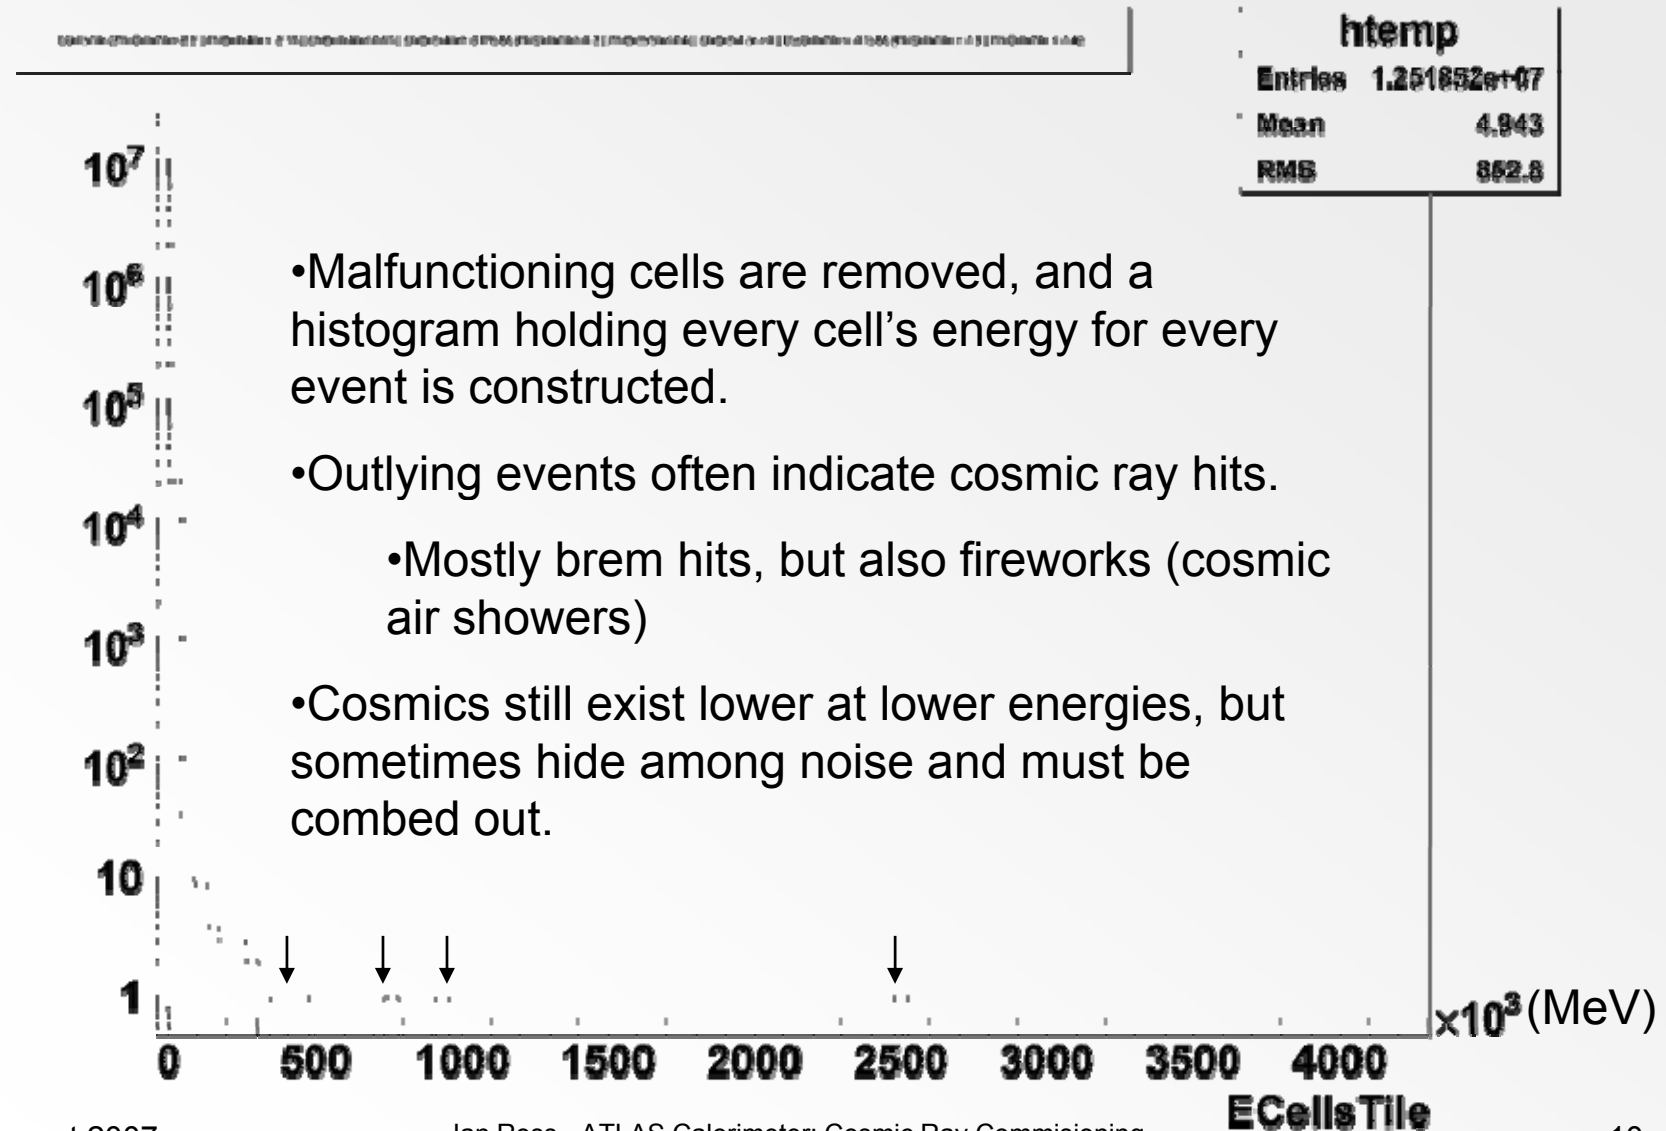 htemp
Entries 1.251852e+07
Mean 4.943
RMS 852.8
10⁷
10⁶
10⁵
10⁴
10³
10²
10
1
•Malfunctioning cells are removed, and a
histogram holding every cell’s energy for every
event is constructed.
•Outlying events often indicate cosmic ray hits.
•Mostly brem hits, but also fireworks (cosmic
air showers)
•Cosmics still exist lower at lower energies, but
sometimes hide among noise and must be
combed out.
0 500 1000 1500 2000 2500 3000 3500 4000
×10³ (MeV)
ECellsTile
2007
ATLAS Calorimeter: Cosmic Ray Commisioning